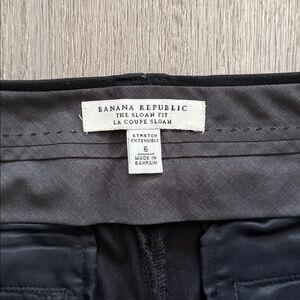 BANANA REPUBLIC
THE SLOAN FIT
LA COUPE SLOAN
STRETCH
EXTENSIBLE
6
MADE IN
BAHRAIN